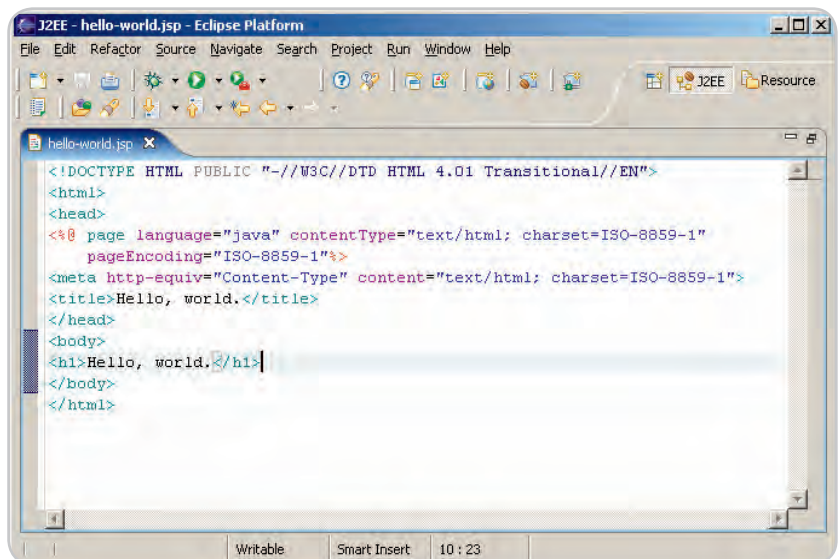 J2EE - hello-world.jsp - Eclipse Platform
File Edit Refactor Source Navigate Search Project Run Window Help
J2EE Resource
hello-world.jsp
<!DOCTYPE HTML PUBLIC "-//W3C//DTD HTML 4.01 Transitional//EN">
<html>
<head>
<%@ page language="java" contentType="text/html; charset=ISO-8859-1"
    pageEncoding="ISO-8859-1"%>
<meta http-equiv="Content-Type" content="text/html; charset=ISO-8859-1">
<title>Hello, world.</title>
</head>
<body>
<h1>Hello, world.</h1>
</body>
</html>
Writable Smart Insert 10 : 23